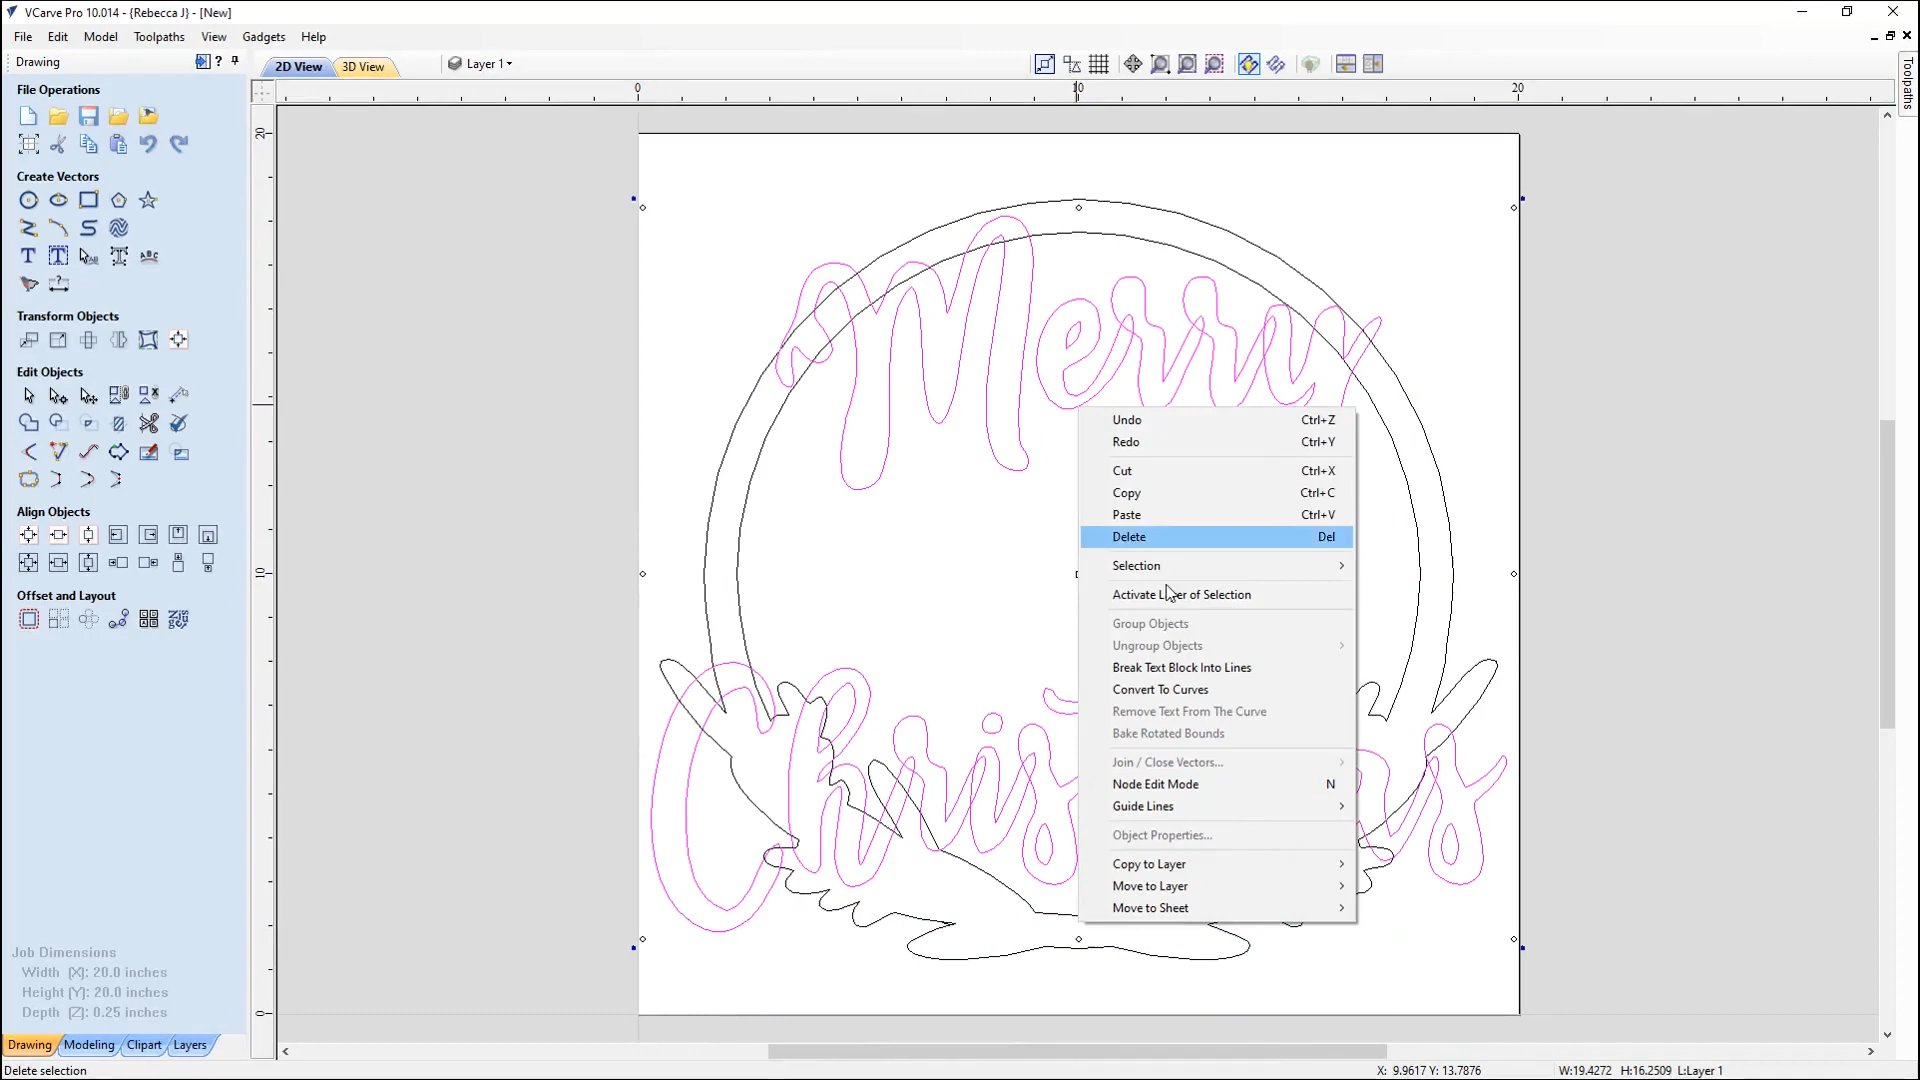 VCarve Pro 10.014 - {Rebecca J} - [New]
File Edit Model Toolpaths View Gadgets Help
Drawing
?
2D View
3D View
Layer 1
Toolpaths
File Operations
Create Vectors
Transform Objects
Edit Objects
Align Objects
Offset and Layout
0
10
20
20
10
0
Merry
Undo Ctrl+Z
Redo Ctrl+Y
Cut Ctrl+X
Copy Ctrl+C
Paste Ctrl+V
Delete Del
Selection
Activate Layer of Selection
Group Objects
Ungroup Objects
Break Text Block Into Lines
Convert To Curves
Remove Text From The Curve
Bake Rotated Bounds
Join / Close Vectors...
Node Edit Mode N
Guide Lines
Object Properties...
Copy to Layer
Move to Layer
Move to Sheet
Job Dimensions
Width (X): 20.0 inches
Height (Y): 20.0 inches
Depth (Z): 0.25 inches
Drawing Modeling Clipart Layers
Delete selection
X: 9.9617 Y: 13.7876
W:19.4272 H:16.2509 L:Layer 1